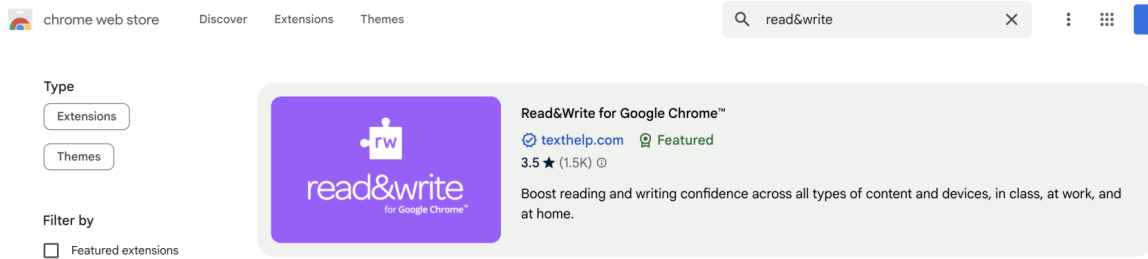 chrome web store
Discover
Extensions
Themes
read&write
Type
Extensions
Themes
Filter by
Featured extensions
rw
read&write
for Google Chrome™
Read&Write for Google Chrome™
texthelp.com
Featured
3.5 ★ (1.5K)
Boost reading and writing confidence across all types of content and devices, in class, at work, and
at home.